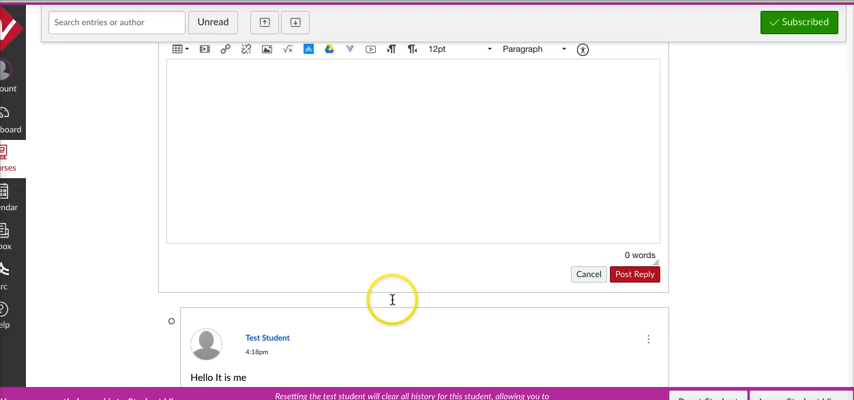 Search entries or author Unread Subscribed
12pt Paragraph
ount
board
rses
endar
box
rc
elp
0 words
Cancel Post Reply
Test Student
4:18pm
Hello It is me
Resetting the test student will clear all history for this student, allowing you to